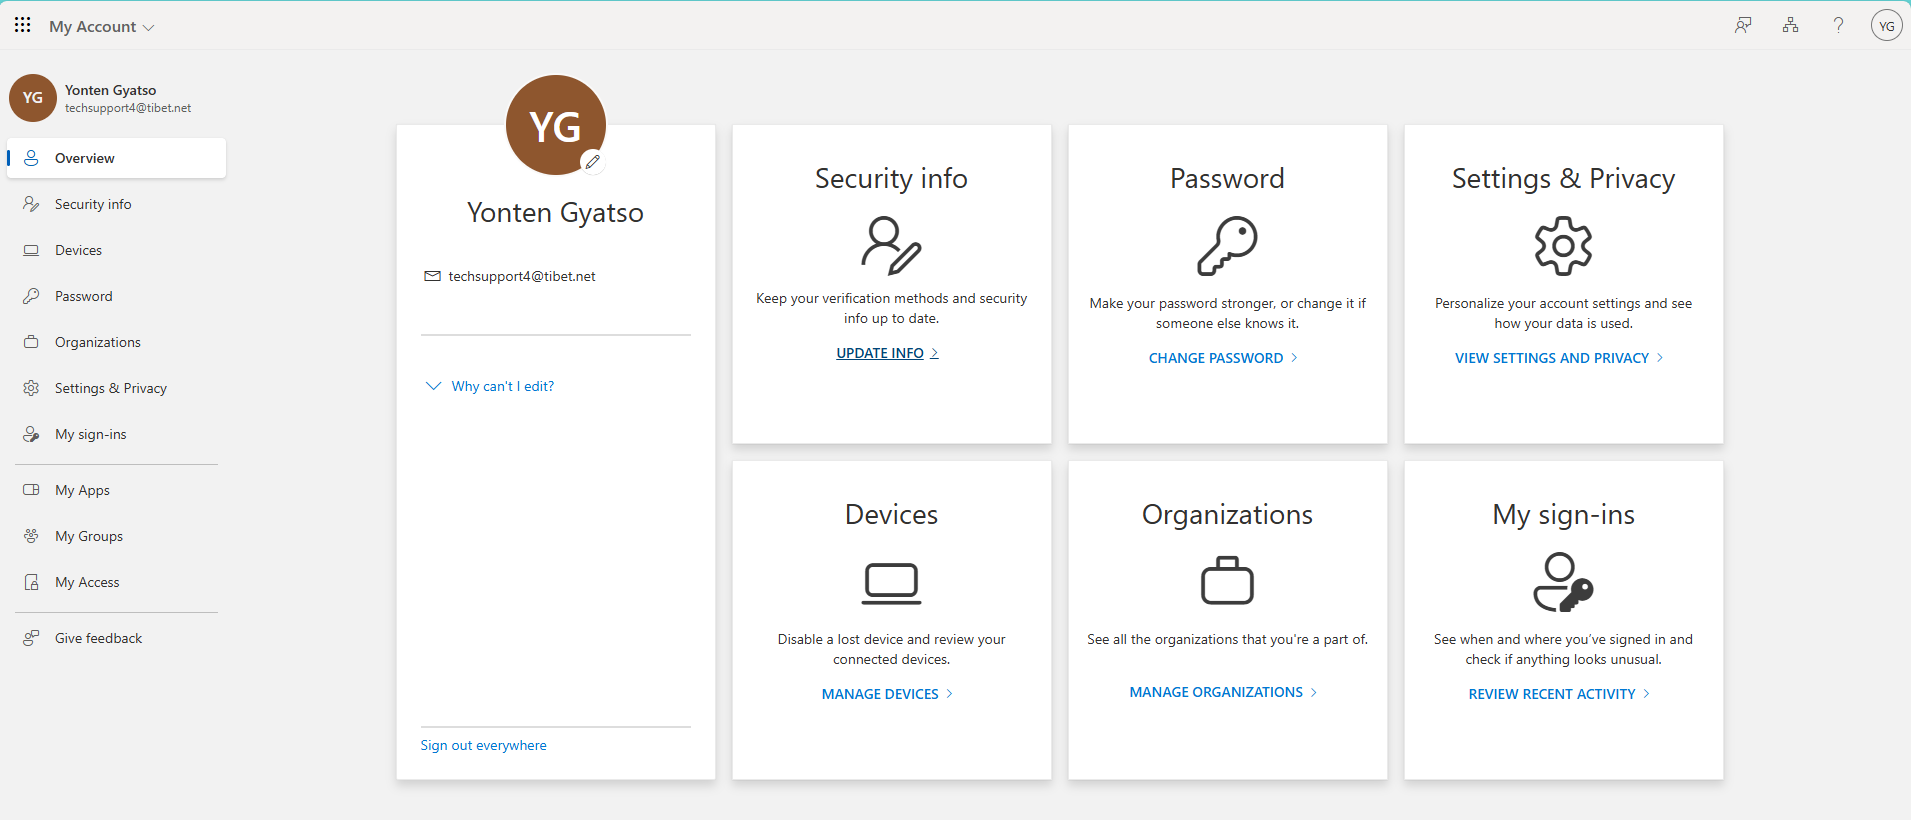 My Account
YG
YG
Yonten Gyatso
techsupport4@tibet.net
Overview
Security info
Devices
Password
Organizations
Settings & Privacy
My sign-ins
My Apps
My Groups
My Access
Give feedback
YG
Yonten Gyatso
techsupport4@tibet.net
Why can't I edit?
Sign out everywhere
Security info
Keep your verification methods and security
info up to date.
UPDATE INFO
Password
Make your password stronger, or change it if
someone else knows it.
CHANGE PASSWORD
Settings & Privacy
Personalize your account settings and see
how your data is used.
VIEW SETTINGS AND PRIVACY
Devices
Disable a lost device and review your
connected devices.
MANAGE DEVICES
Organizations
See all the organizations that you're a part of.
MANAGE ORGANIZATIONS
My sign-ins
See when and where you’ve signed in and
check if anything looks unusual.
REVIEW RECENT ACTIVITY